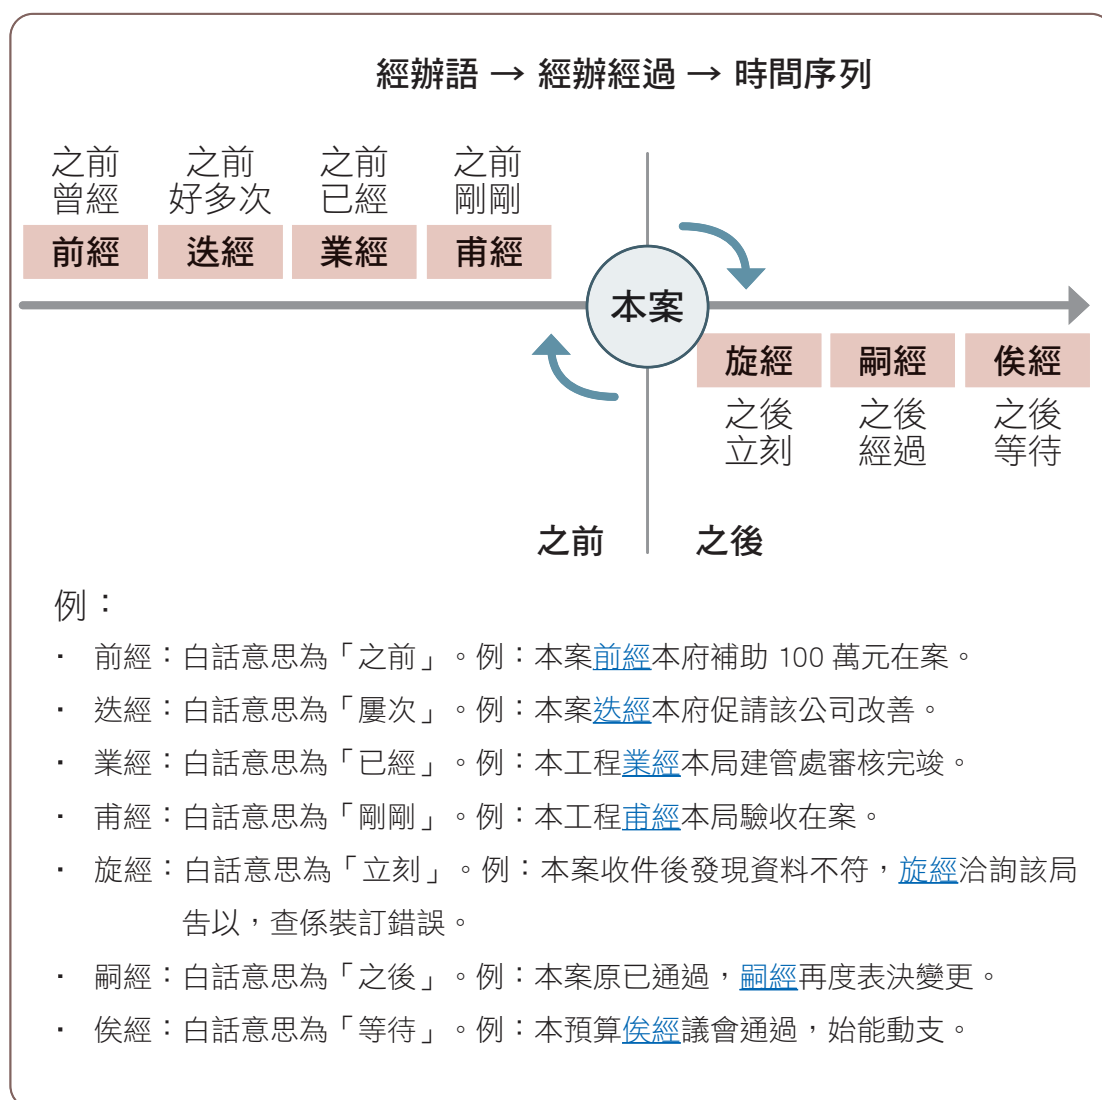 經辦語 → 經辦經過 → 時間序列
之前 之前 之前 之前
曾經 好多次 已經 剛剛
前經 迭經 業經 甫經
本案
旋經 嗣經 俟經
之後 之後 之後
立刻 經過 等待
之前 之後
例：
· 前經：白話意思為「之前」。例：本案前經本府補助 100 萬元在案。
· 迭經：白話意思為「屢次」。例：本案迭經本府促請該公司改善。
· 業經：白話意思為「已經」。例：本工程業經本局建管處審核完竣。
· 甫經：白話意思為「剛剛」。例：本工程甫經本局驗收在案。
· 旋經：白話意思為「立刻」。例：本案收件後發現資料不符，旋經洽詢該局
告以，查係裝訂錯誤。
· 嗣經：白話意思為「之後」。例：本案原已通過，嗣經再度表決變更。
· 俟經：白話意思為「等待」。例：本預算俟經議會通過，始能動支。